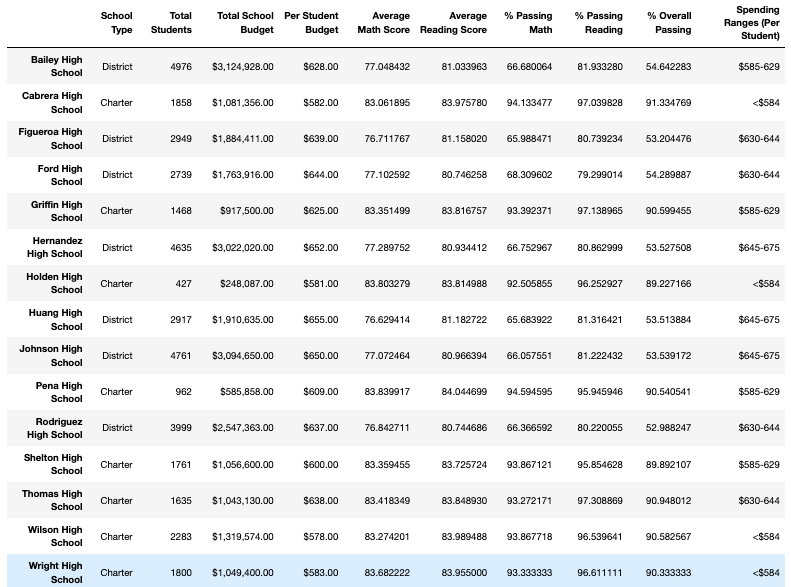 School Type Total Students Total School Budget Per Student Budget Average Math Score Average Reading Score % Passing Math % Passing Reading % Overall Passing Spending Ranges (Per Student)
Bailey High School District 4976 $3,124,928.00 $628.00 77.048432 81.033963 66.680064 81.933280 54.642283 $585-629
Cabrera High School Charter 1858 $1,081,356.00 $582.00 83.061895 83.975780 94.133477 97.039828 91.334769 <$584
Figueroa High School District 2949 $1,884,411.00 $639.00 76.711767 81.158020 65.988471 80.739234 53.204476 $630-644
Ford High School District 2739 $1,763,916.00 $644.00 77.102592 80.746258 68.309602 79.299014 54.289887 $630-644
Griffin High School Charter 1468 $917,500.00 $625.00 83.351499 83.816757 93.392371 97.138965 90.599455 $585-629
Hernandez High School District 4635 $3,022,020.00 $652.00 77.289752 80.934412 66.752967 80.862999 53.527508 $645-675
Holden High School Charter 427 $248,087.00 $581.00 83.803279 83.814988 92.505855 96.252927 89.227166 <$584
Huang High School District 2917 $1,910,635.00 $655.00 76.629414 81.182722 65.683922 81.316421 53.513884 $645-675
Johnson High School District 4761 $3,094,650.00 $650.00 77.072464 80.966394 66.057551 81.222432 53.539172 $645-675
Pena High School Charter 962 $585,858.00 $609.00 83.839917 84.044699 94.594595 95.945946 90.540541 $585-629
Rodriguez High School District 3999 $2,547,363.00 $637.00 76.842711 80.744686 66.366592 80.220055 52.988247 $630-644
Shelton High School Charter 1761 $1,056,600.00 $600.00 83.359455 83.725724 93.867121 95.854628 89.892107 $585-629
Thomas High School Charter 1635 $1,043,130.00 $638.00 83.418349 83.848930 93.272171 97.308869 90.948012 $630-644
Wilson High School Charter 2283 $1,319,574.00 $578.00 83.274201 83.989488 93.867718 96.539641 90.582567 <$584
Wright High School Charter 1800 $1,049,400.00 $583.00 83.682222 83.955000 93.333333 96.611111 90.333333 <$584